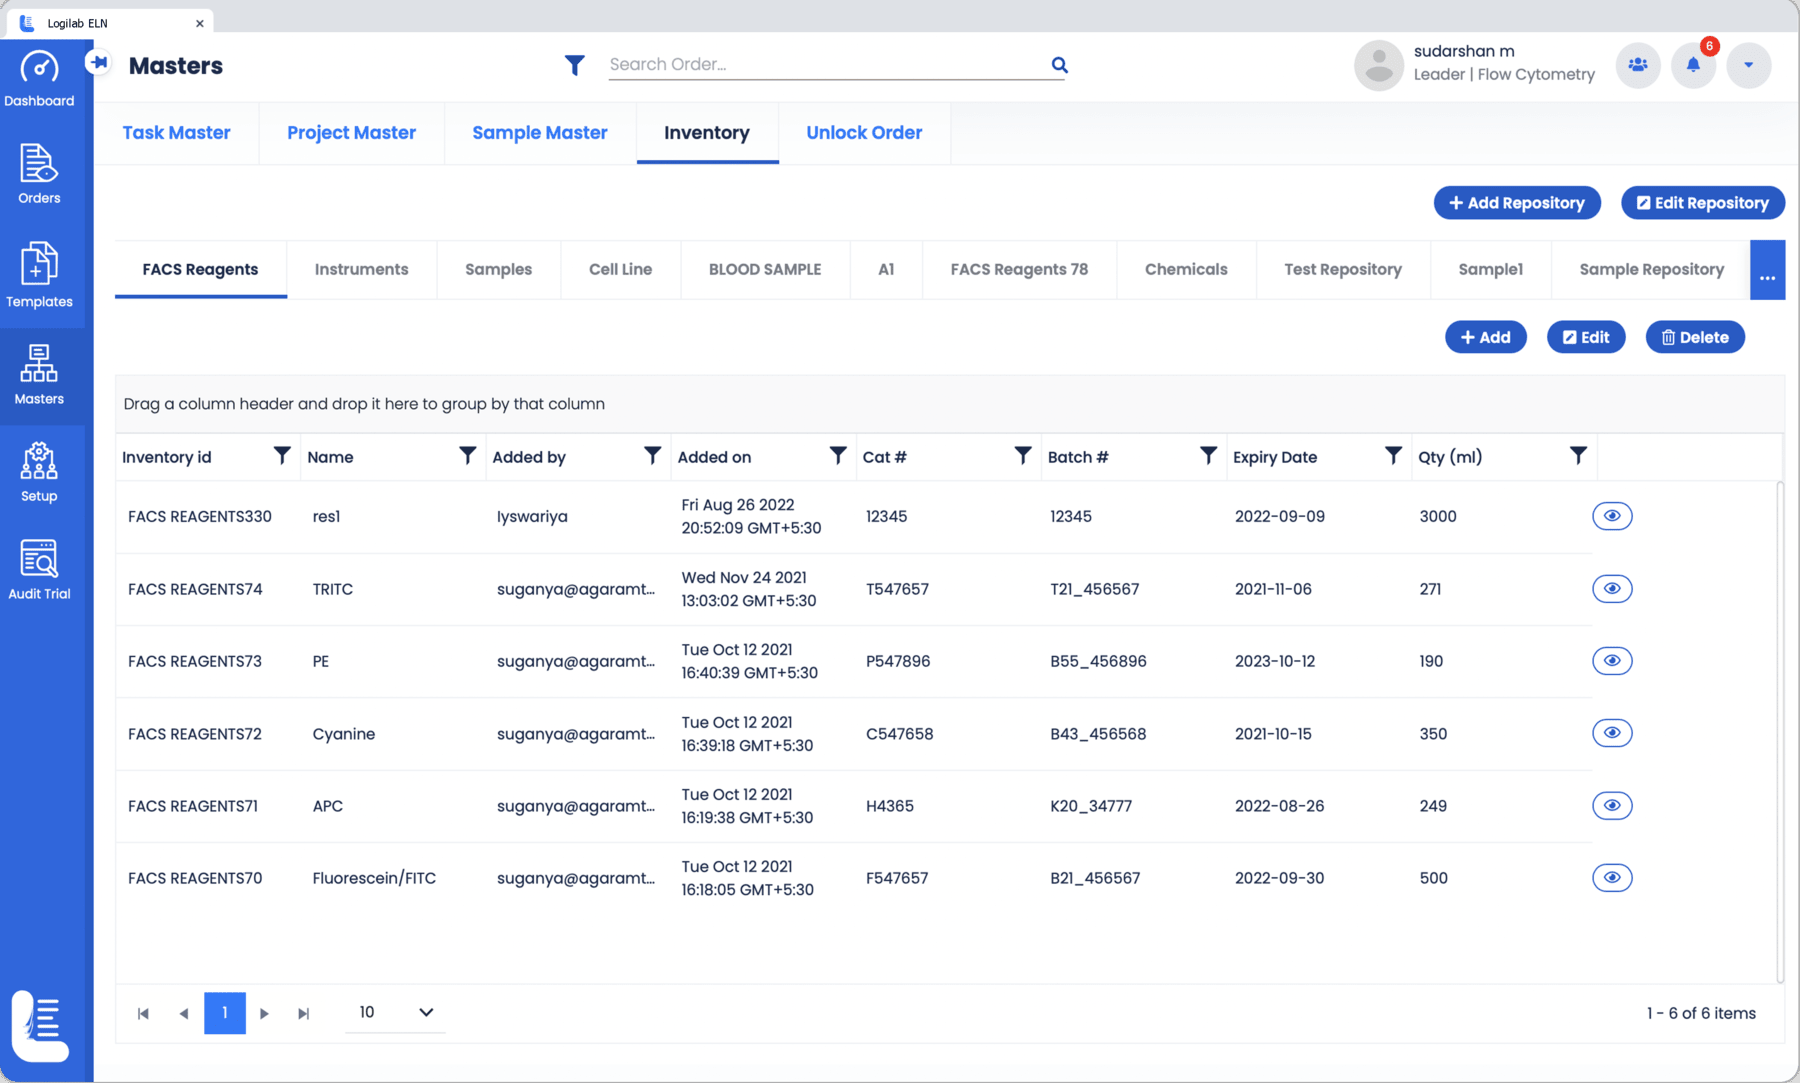 Logilab ELN
Masters
Search Order...
sudarshan m
Leader | Flow Cytometry
6
Dashboard
Orders
Templates
Masters
Setup
Audit Trial
Task Master
Project Master
Sample Master
Inventory
Unlock Order
Add Repository
Edit Repository
FACS Reagents
Instruments
Samples
Cell Line
BLOOD SAMPLE
A1
FACS Reagents 78
Chemicals
Test Repository
Sample1
Sample Repository
...
Add
Edit
Delete
Drag a column header and drop it here to group by that column
Inventory id Name Added by Added on Cat # Batch # Expiry Date Qty (ml)
FACS REAGENTS330 res1 Iyswariya Fri Aug 26 2022 20:52:09 GMT+5:30 12345 12345 2022-09-09 3000
FACS REAGENTS74 TRITC suganya@agaramt... Wed Nov 24 2021 13:03:02 GMT+5:30 T547657 T21_456567 2021-11-06 271
FACS REAGENTS73 PE suganya@agaramt... Tue Oct 12 2021 16:40:39 GMT+5:30 P547896 B55_456896 2023-10-12 190
FACS REAGENTS72 Cyanine suganya@agaramt... Tue Oct 12 2021 16:39:18 GMT+5:30 C547658 B43_456568 2021-10-15 350
FACS REAGENTS71 APC suganya@agaramt... Tue Oct 12 2021 16:19:38 GMT+5:30 H4365 K20_34777 2022-08-26 249
FACS REAGENTS70 Fluorescein/FITC suganya@agaramt... Tue Oct 12 2021 16:18:05 GMT+5:30 F547657 B21_456567 2022-09-30 500
1
10
1 - 6 of 6 items